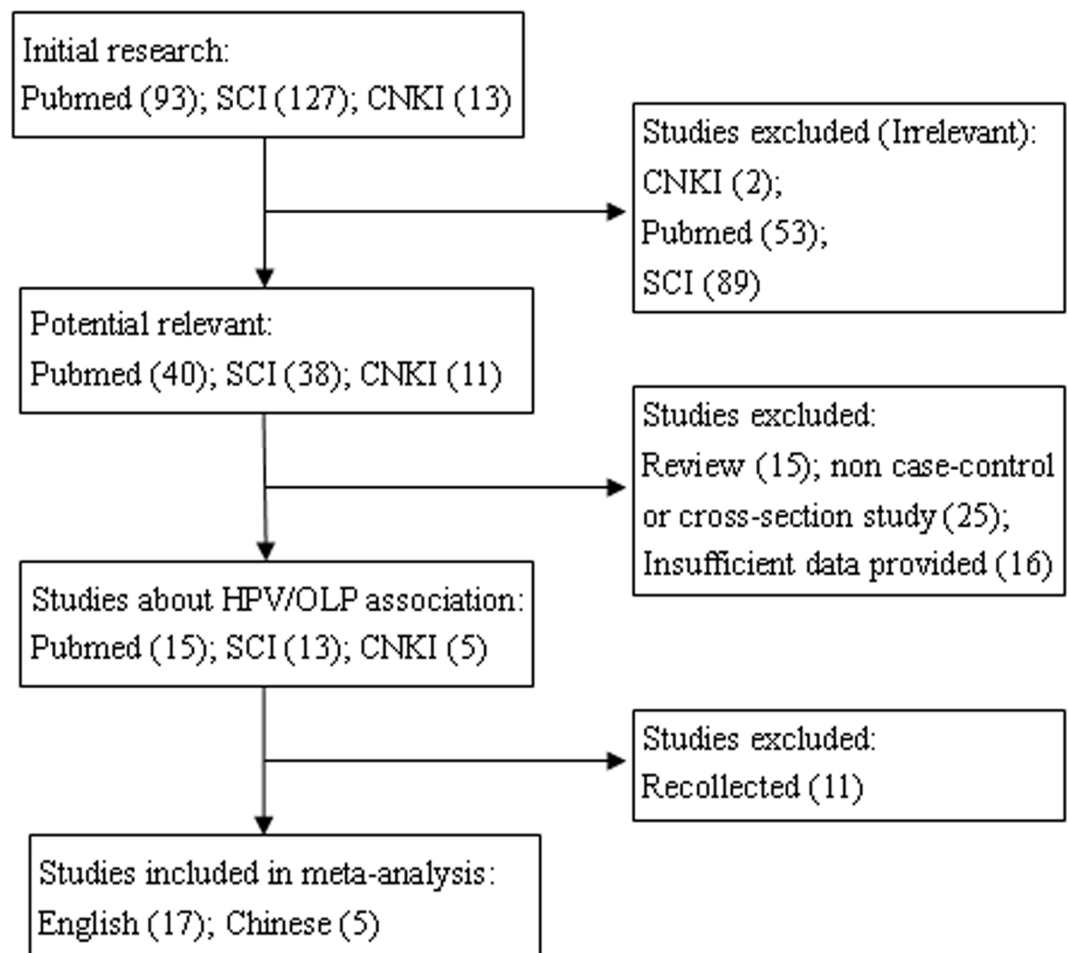 Initial research:
Pubmed (93); SCI (127); CNKI (13)
Studies excluded (Irrelevant):
CNKI (2);
Pubmed (53);
SCI (89)
Potential relevant:
Pubmed (40); SCI (38); CNKI (11)
Studies excluded:
Review (15); non case-control
or cross-section study (25);
Insufficient data provided (16)
Studies about HPV/OLP association:
Pubmed (15); SCI (13); CNKI (5)
Studies excluded:
Recollected (11)
Studies included in meta-analysis:
English (17); Chinese (5)